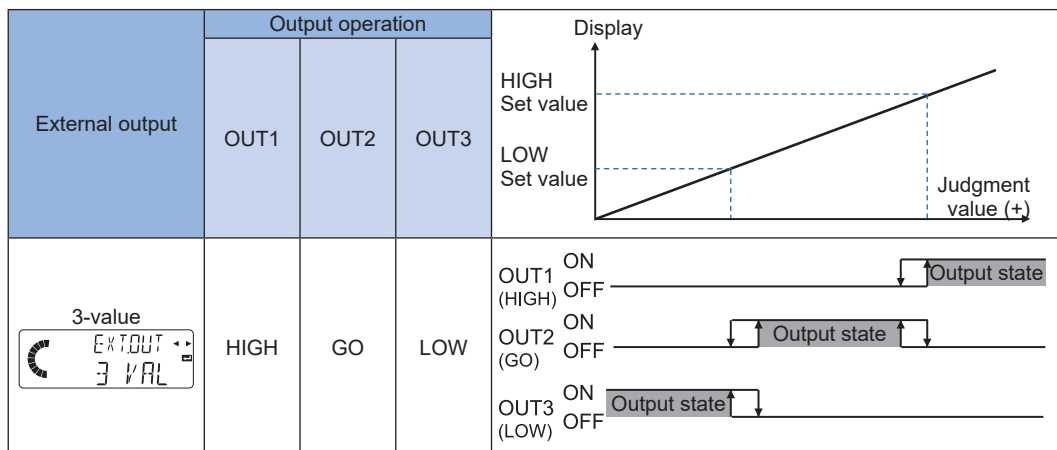 External output
Output operation
OUT1
OUT2
OUT3
Display
HIGH
Set value
LOW
Set value
Judgment
value (+)
3-value
EXT.OUT
3 VAL
HIGH
GO
LOW
OUT1
(HIGH)
ON
OFF
Output state
OUT2
(GO)
ON
OFF
Output state
OUT3
(LOW)
ON
OFF
Output state